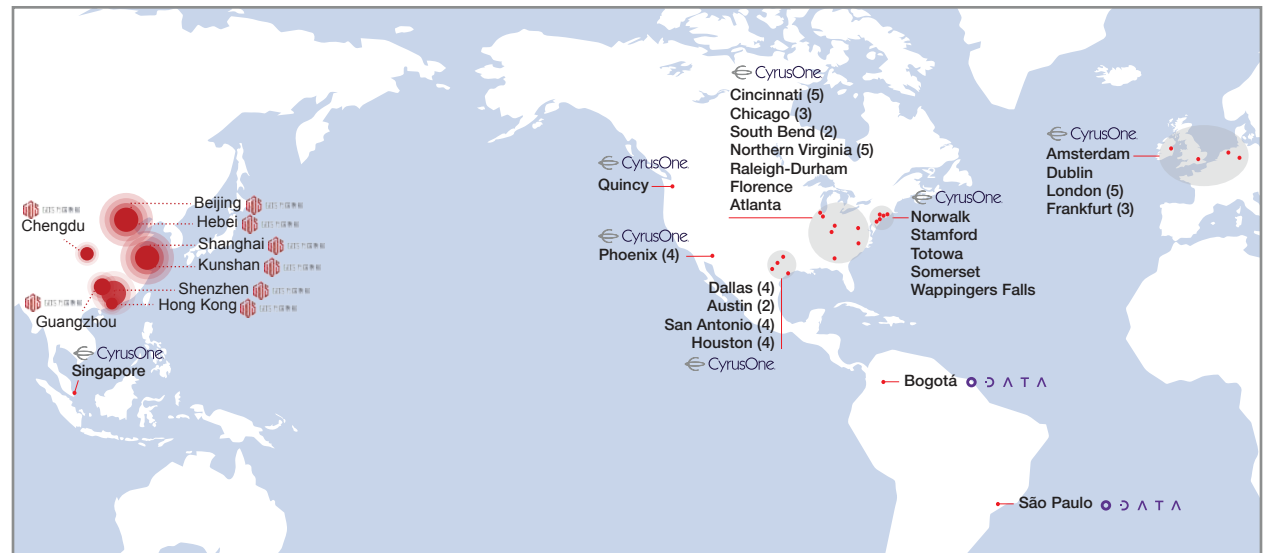 CyrusOne
Cincinnati (5)
Chicago (3)
South Bend (2)
Northern Virginia (5)
Raleigh-Durham
Florence
Atlanta
CyrusOne
Quincy
CyrusOne
Phoenix (4)
Dallas (4)
Austin (2)
San Antonio (4)
Houston (4)
CyrusOne
CyrusOne
Norwalk
Stamford
Totowa
Somerset
Wappingers Falls
CyrusOne
Amsterdam
Dublin
London (5)
Frankfurt (3)
Beijing
Hebei
Chengdu
Shanghai
Kunshan
Shenzhen
Hong Kong
Guangzhou
CyrusOne
Singapore
Bogotá ODATA
São Paulo ODATA